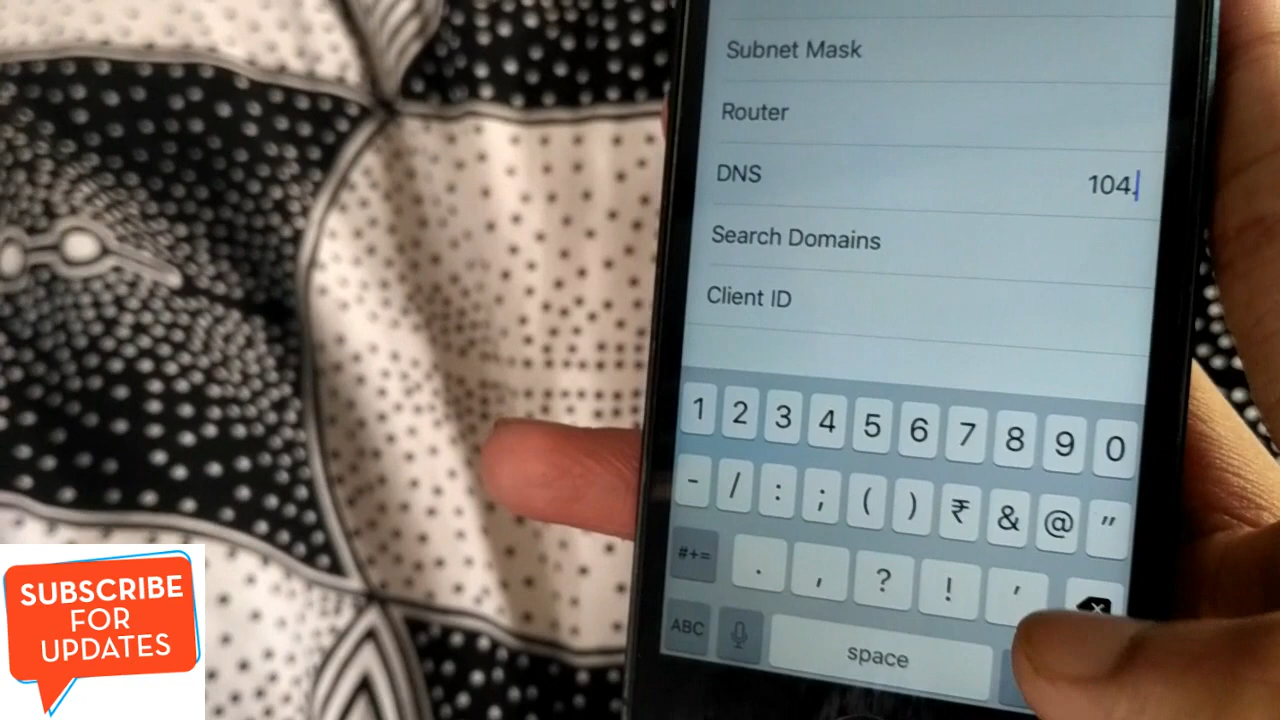 Subnet Mask
Router
DNS 104.
Search Domains
Client ID
1 2 3 4 5 6 7 8 9 0
- / : ; ( ) ₹ & @ "
#+= . , ? ! '
ABC space
SUBSCRIBE
FOR
UPDATES